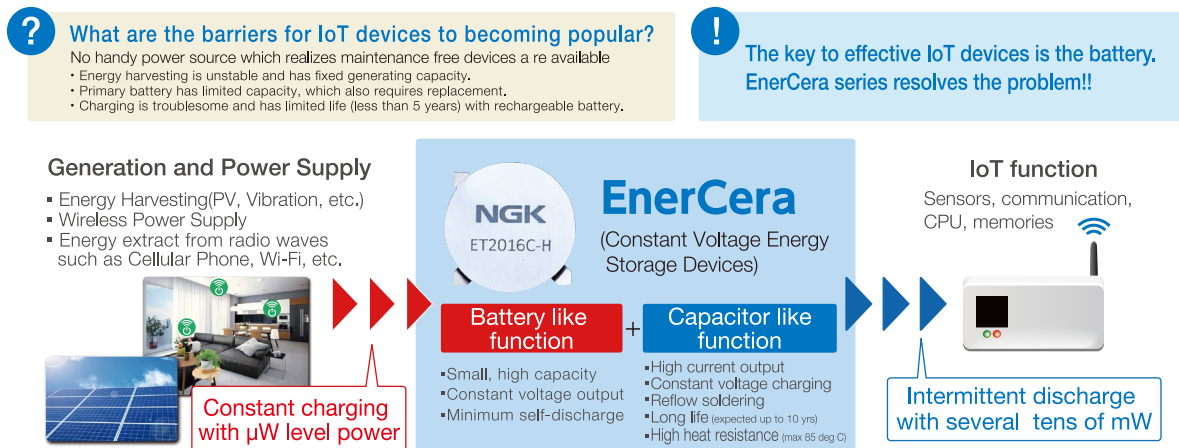 ?
What are the barriers for IoT devices to becoming popular?
No handy power source which realizes maintenance free devices a re available
• Energy harvesting is unstable and has fixed generating capacity.
• Primary battery has limited capacity, which also requires replacement.
• Charging is troublesome and has limited life (less than 5 years) with rechargeable battery.
!
The key to effective IoT devices is the battery.
EnerCera series resolves the problem!!
Generation and Power Supply
▪ Energy Harvesting(PV, Vibration, etc.)
▪ Wireless Power Supply
▪ Energy extract from radio waves
such as Cellular Phone, Wi-Fi, etc.
Constant charging
with µW level power
NGK
ET2016C-H
EnerCera
(Constant Voltage Energy
Storage Devices)
Battery like
function
▪Small, high capacity
▪Constant voltage output
▪Minimum self-discharge
+
Capacitor like
function
▪High current output
▪Constant voltage charging
▪Reflow soldering
▪Long life (expected up to 10 yrs)
▪High heat resistance (max 85 deg C)
IoT function
Sensors, communication,
CPU, memories
Intermittent discharge
with several tens of mW